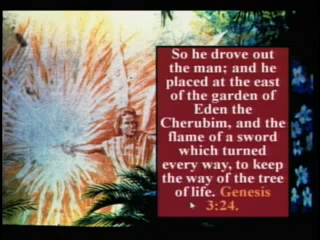 So he drove out
the man; and he
placed at the east
of the garden of
Eden the
Cherubim, and the
flame of a sword
which turned
every way, to keep
the way of the tree
of life. Genesis
3:24.